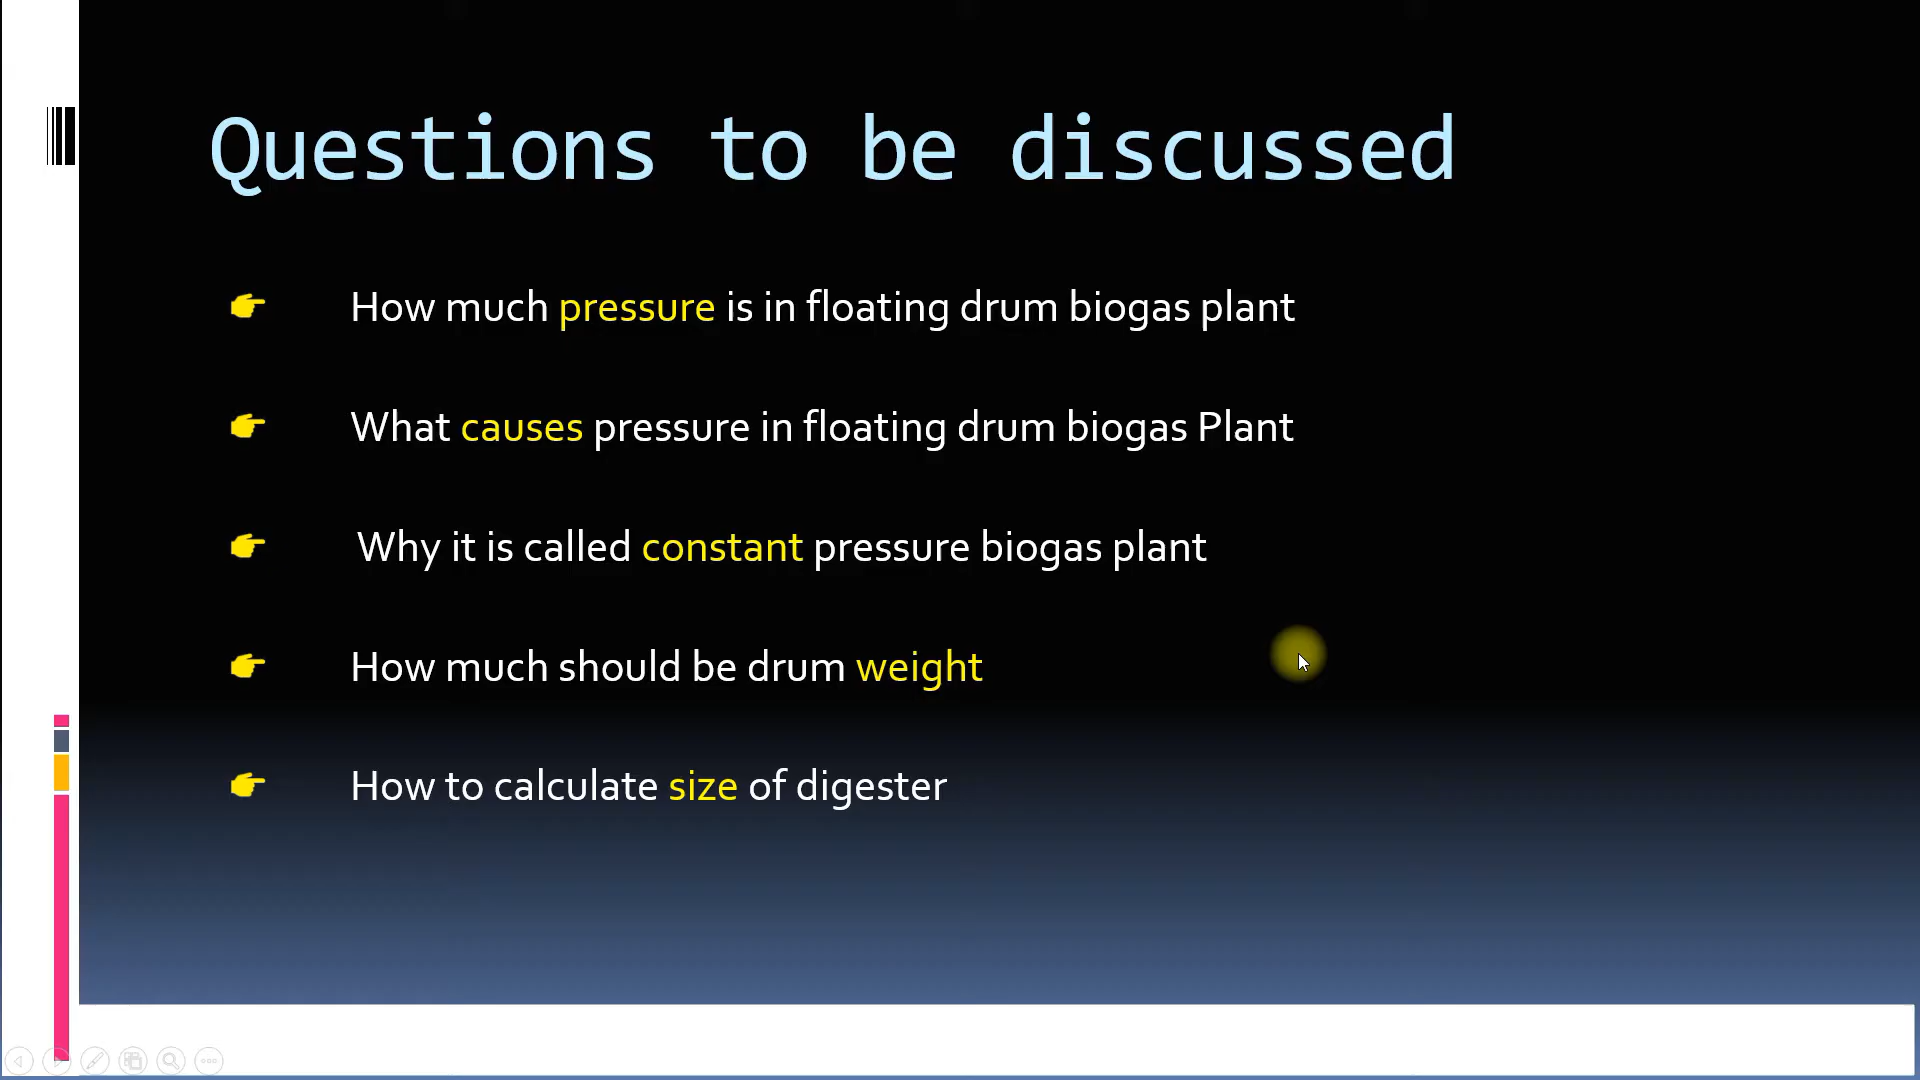 Questions to be discussed
How much pressure is in floating drum biogas plant
What causes pressure in floating drum biogas Plant
Why it is called constant pressure biogas plant
How much should be drum weight
How to calculate size of digester